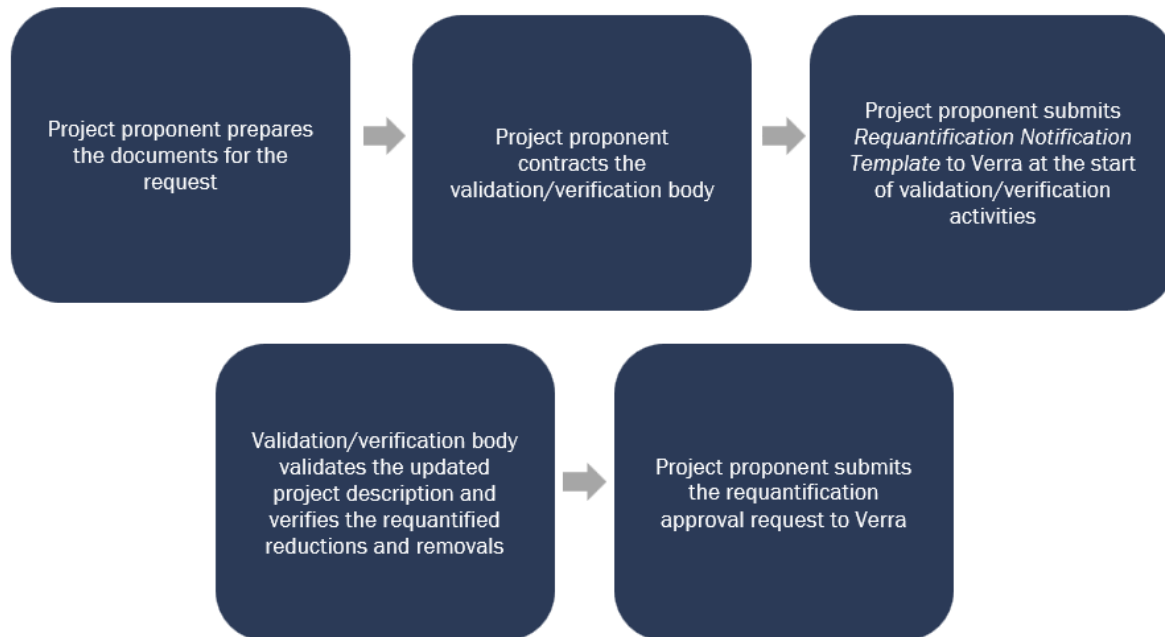 Project proponent prepares
the documents for the
request
Project proponent
contracts the
validation/verification body
Project proponent submits
Requantification Notification
Template to Verra at the start
of validation/verification
activities
Validation/verification body
validates the updated
project description and
verifies the requantified
reductions and removals
Project proponent submits
the requantification
approval request to Verra